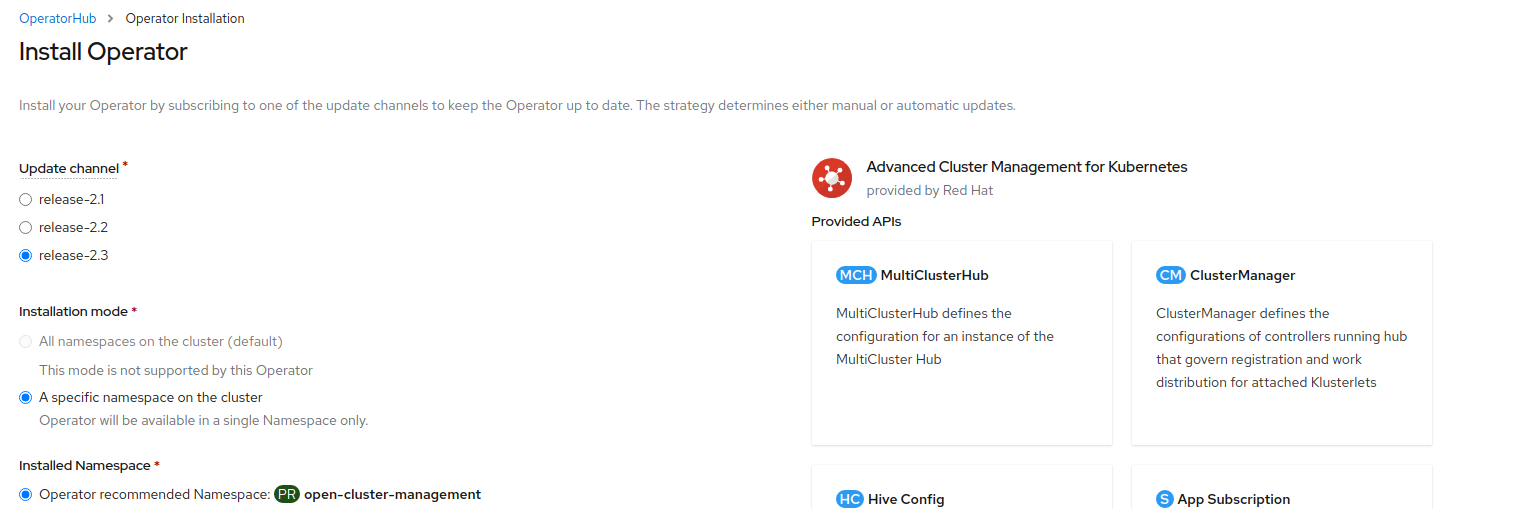 OperatorHub > Operator Installation
Install Operator
Install your Operator by subscribing to one of the update channels to keep the Operator up to date. The strategy determines either manual or automatic updates.
Update channel *
release-2.1
release-2.2
release-2.3
Installation mode *
All namespaces on the cluster (default)
This mode is not supported by this Operator
A specific namespace on the cluster
Operator will be available in a single Namespace only.
Installed Namespace *
Operator recommended Namespace: PR open-cluster-management
Advanced Cluster Management for Kubernetes
provided by Red Hat
Provided APIs
MCH MultiClusterHub
MultiClusterHub defines the
configuration for an instance of the
MultiCluster Hub
CM ClusterManager
ClusterManager defines the
configurations of controllers running hub
that govern registration and work
distribution for attached Klusterlets
HC Hive Config
S App Subscription